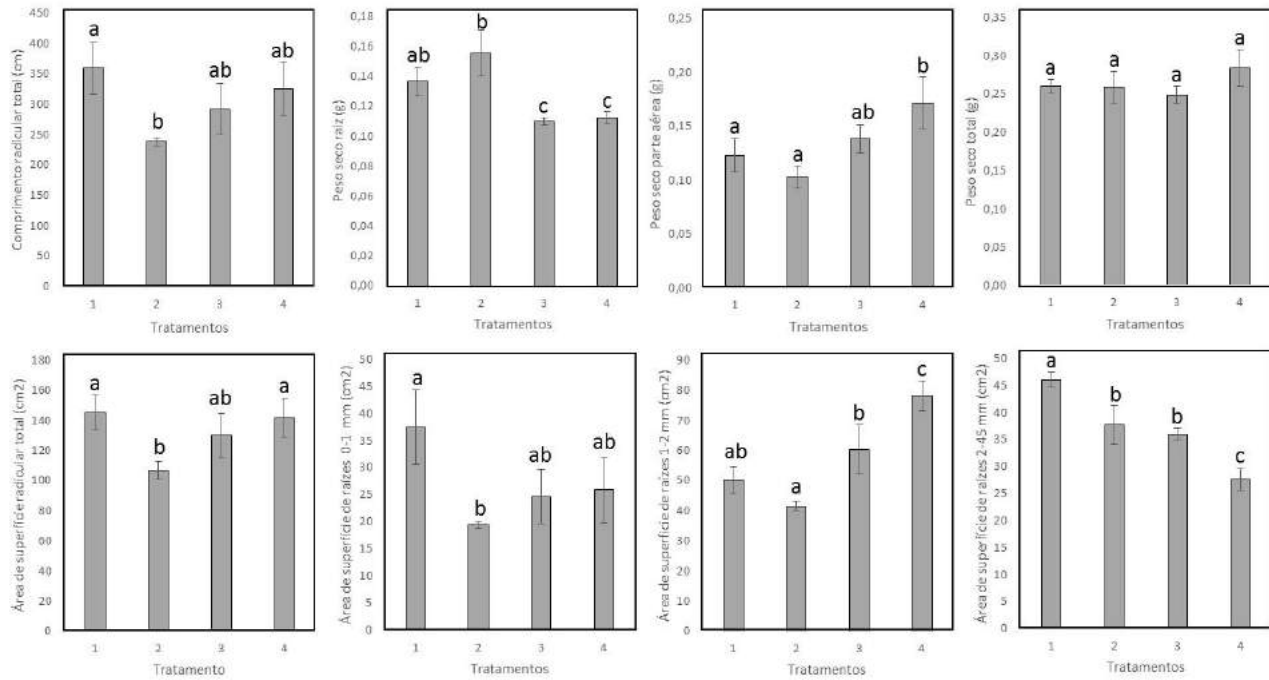 Comprimento radicular total (cm)
450
400
350
300
250
200
150
100
50
0
a
b
ab
ab
1 2 3 4
Tratamentos
Peso seco raiz (g)
0,18
0,16
0,14
0,12
0,10
0,08
0,06
0,04
0,02
0,00
ab
b
c
c
1 2 3 4
Tratamentos
Peso seco parte aérea (g)
0,25
0,20
0,15
0,10
0,05
0,00
a
a
ab
b
1 2 3 4
Tratamentos
Peso seco total (g)
0,35
0,30
0,25
0,20
0,15
0,10
0,05
0,00
a
a
a
a
1 2 3 4
Tratamentos
Área de superfície radicular total (cm2)
180
160
140
120
100
80
60
40
20
0
a
b
ab
a
1 2 3 4
Tratamento
Área de superfície de raízes 0-1 mm (cm2)
50
45
40
35
30
25
20
15
10
5
0
a
b
ab
ab
1 2 3 4
Tratamentos
Área de superficie de raízes 1-2 mm (cm2)
90
80
70
60
50
40
30
20
10
0
ab
a
b
c
1 2 3 4
Tratamentos
Área de superfície de raízes 2-45 mm (cm2)
50
45
40
35
30
25
20
15
10
5
0
a
b
b
c
1 2 3 4
Tratamentos